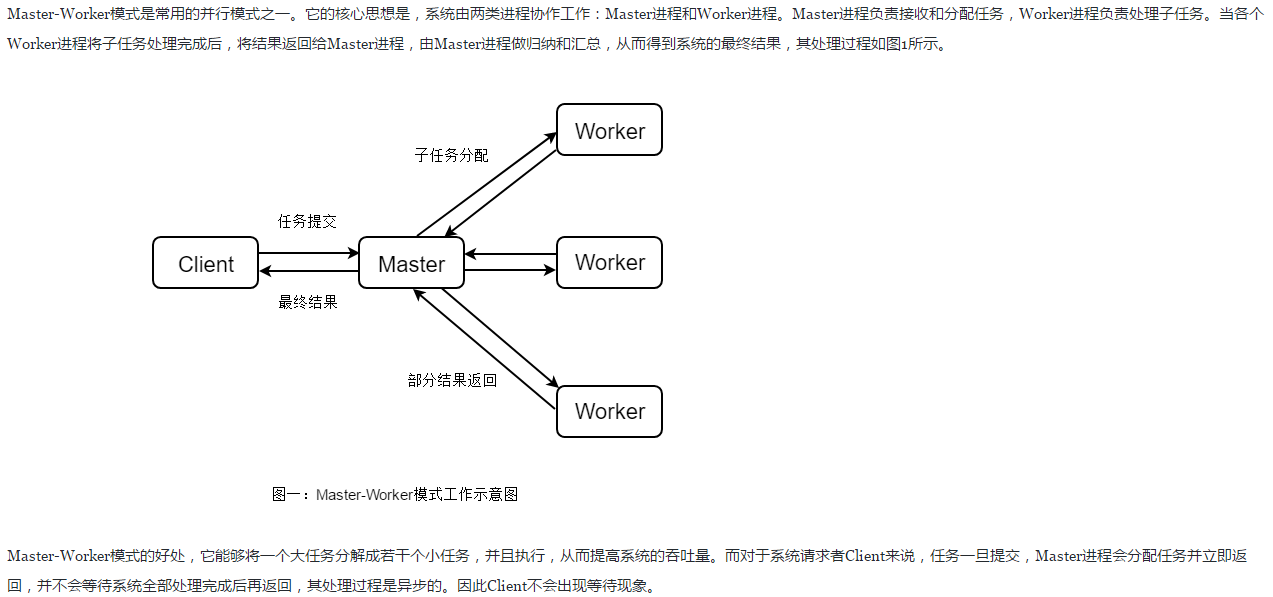 Master-Worker模式是常用的并行模式之一。它的核心思想是，系统由两类进程协作工作：Master进程和Worker进程。Master进程负责接收和分配任务，Worker进程负责处理子任务。当各个
Worker进程将子任务处理完成后，将结果返回给Master进程，由Master进程做归纳和汇总，从而得到系统的最终结果，其处理过程如图1所示。
Worker
子任务分配
任务提交
Client
Master
Worker
最终结果
部分结果返回
Worker
图一：Master-Worker模式工作示意图
Master-Worker模式的好处，它能够将一个大任务分解成若干个小任务，并且执行，从而提高系统的吞吐量。而对于系统请求者Client来说，任务一旦提交，Master进程会分配任务并立即返
回，并不会等待系统全部处理完成后再返回，其处理过程是异步的。因此Client不会出现等待现象。